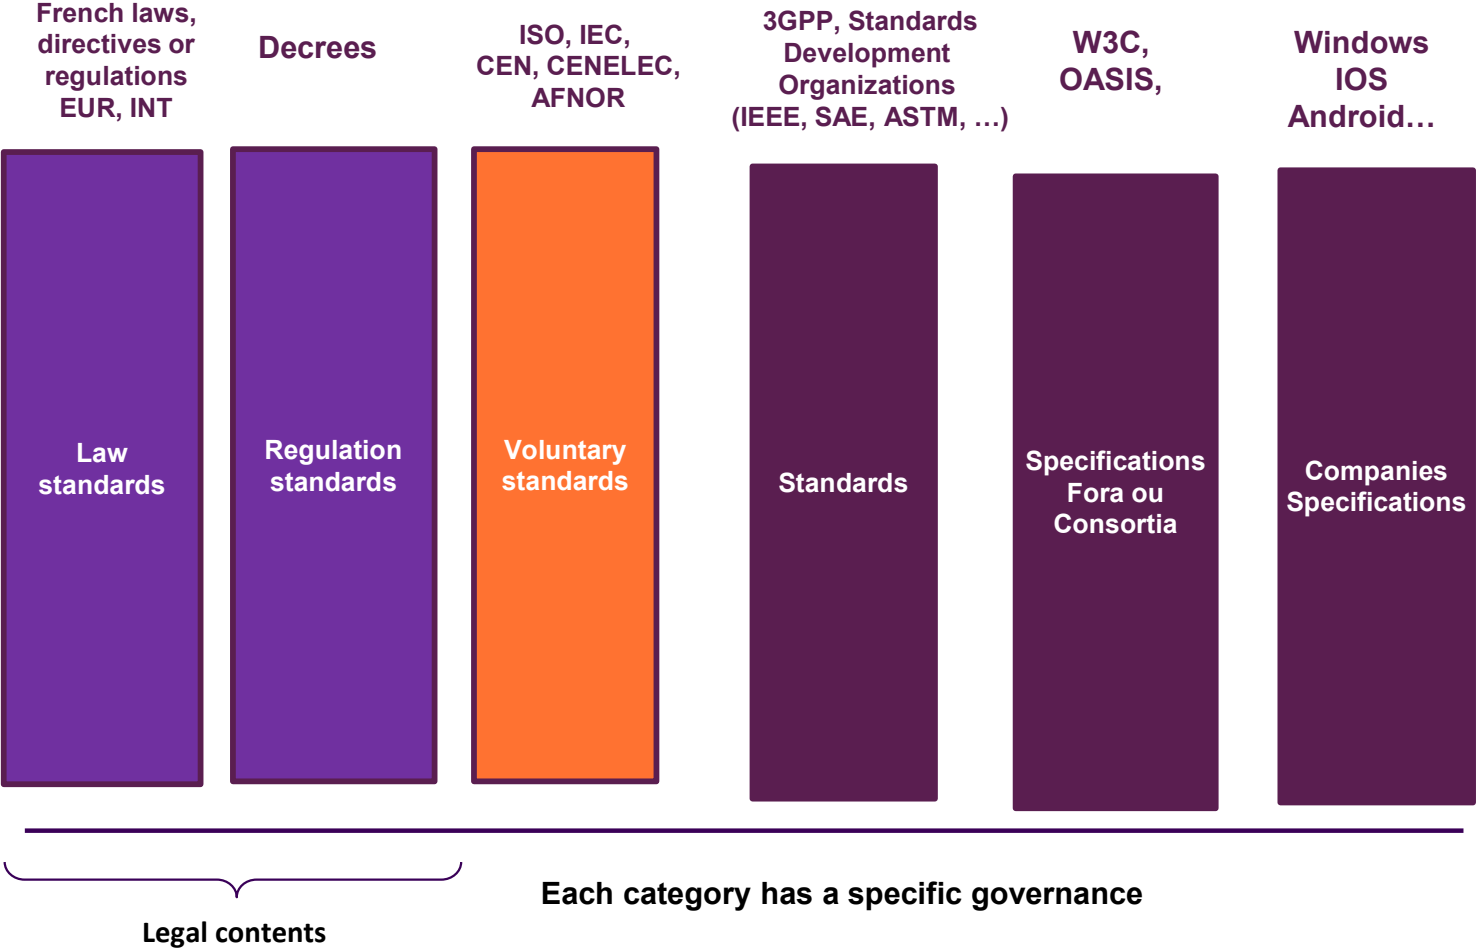 French laws,
directives or
regulations
EUR, INT
Decrees
ISO, IEC,
CEN, CENELEC,
AFNOR
3GPP, Standards
Development
Organizations
(IEEE, SAE, ASTM, …)
W3C,
OASIS,
Windows
IOS
Android…
Law
standards
Regulation
standards
Voluntary
standards
Standards
Specifications
Fora ou
Consortia
Companies
Specifications
Each category has a specific governance
Legal contents